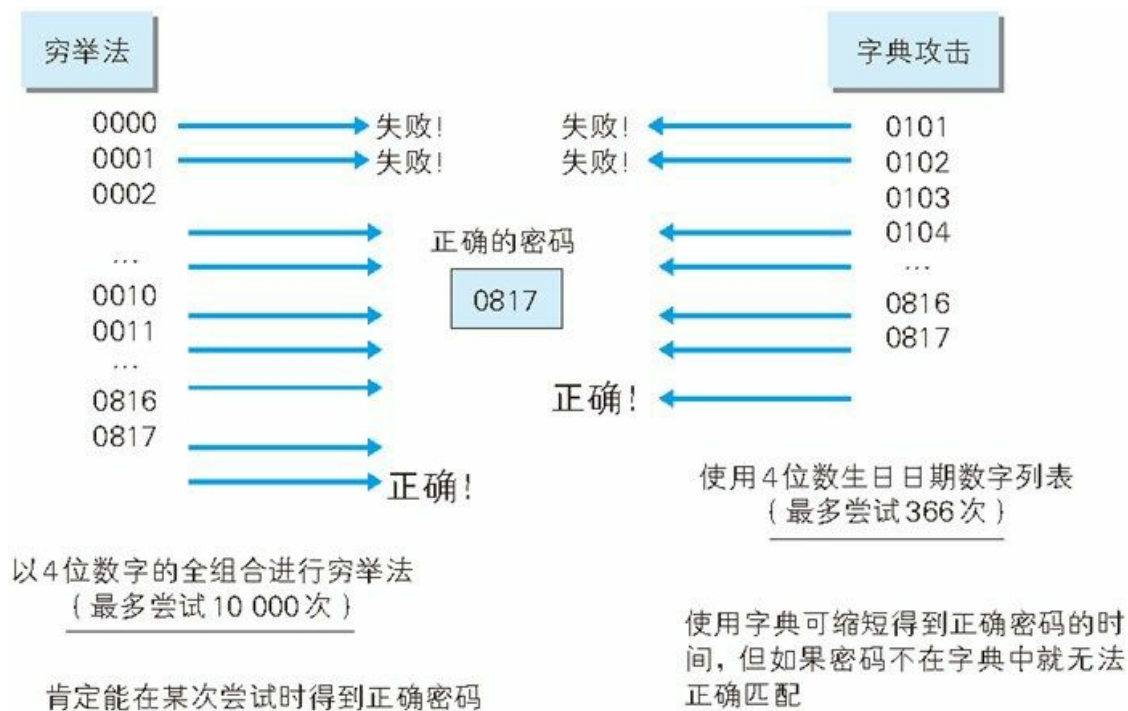 穷举法
0000
失败!
0001
失败!
0002
...
0010
0011
...
0816
0817
正确!
以4位数字的全组合进行穷举法
(最多尝试10 000次)
肯定能在某次尝试时得到正确密码
正确的密码
0817
字典攻击
失败!
0101
失败!
0102
0103
0104
...
0816
0817
正确!
使用4位数生日日期数字列表
(最多尝试366次)
使用字典可缩短得到正确密码的时
间,但如果密码不在字典中就无法
正确匹配